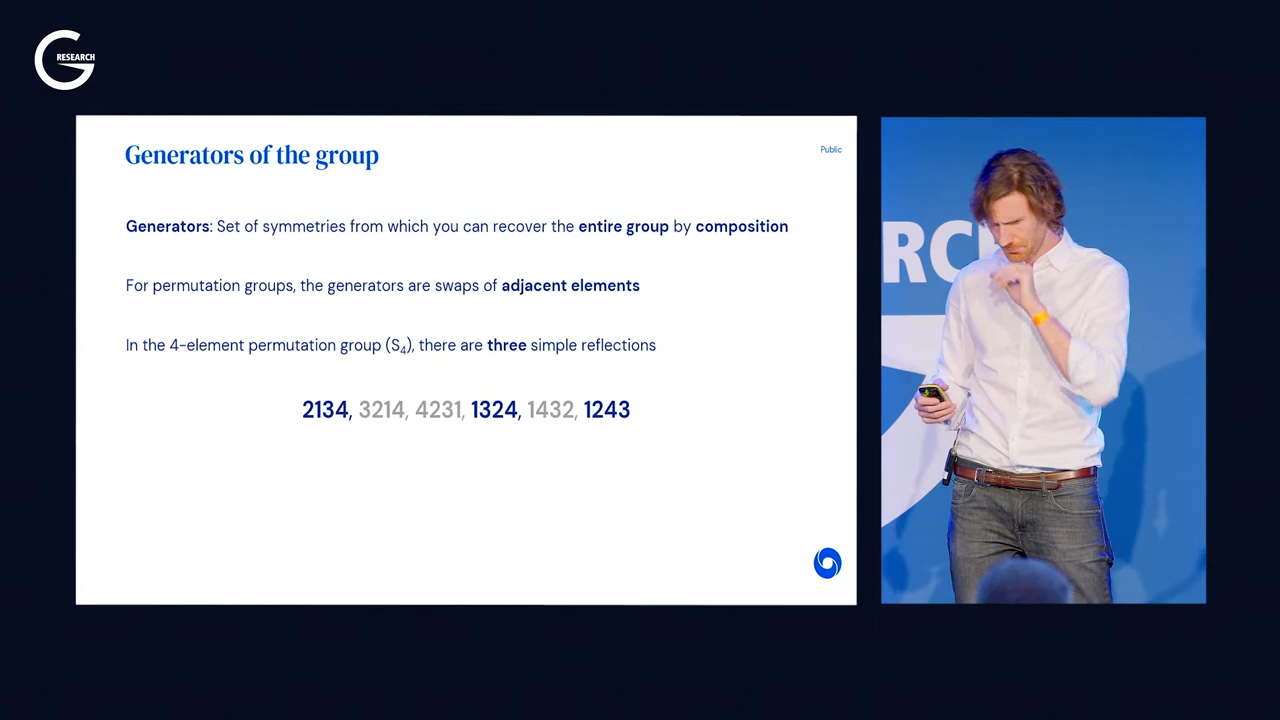 RESEARCH
Generators of the group
Public
Generators: Set of symmetries from which you can recover the entire group by composition
For permutation groups, the generators are swaps of adjacent elements
In the 4-element permutation group (S₄), there are three simple reflections
2134, 3214, 4231, 1324, 1432, 1243
RC